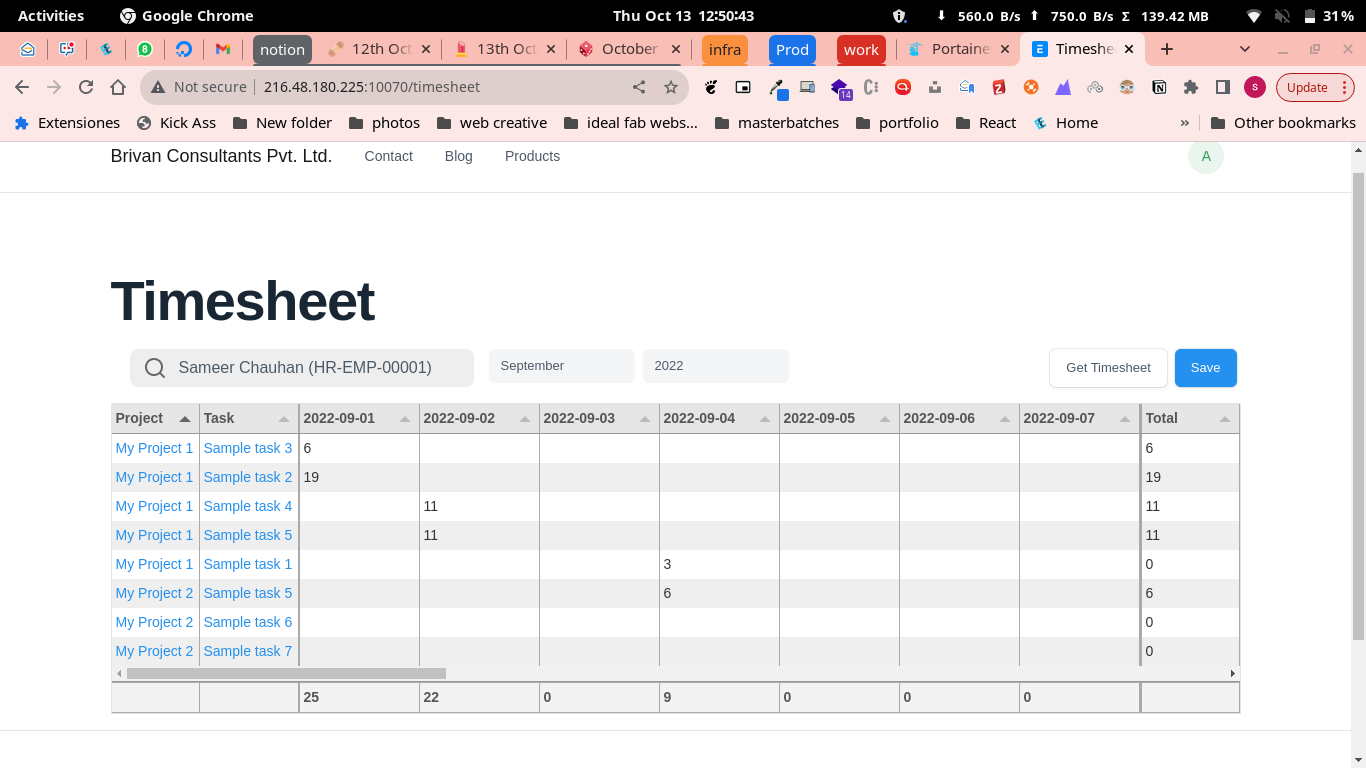 Activities Google Chrome Thu Oct 13 12:50:43 560.0 B/s 750.0 B/s Σ 139.42 MB 31%
8 notion 12th Oct 13th Oct October infra Prod work Portaine Timeshe
Not secure 216.48.180.225:10070/timesheet 14 S Update
Extensiones Kick Ass New folder photos web creative ideal fab webs... masterbatches portfolio React Home » Other bookmarks
Brivan Consultants Pvt. Ltd. Contact Blog Products A
Timesheet
Sameer Chauhan (HR-EMP-00001) September 2022 Get Timesheet Save
Project Task 2022-09-01 2022-09-02 2022-09-03 2022-09-04 2022-09-05 2022-09-06 2022-09-07 Total
My Project 1 Sample task 3 6 6
My Project 1 Sample task 2 19 19
My Project 1 Sample task 4 11 11
My Project 1 Sample task 5 11 11
My Project 1 Sample task 1 3 0
My Project 2 Sample task 5 6 6
My Project 2 Sample task 6 0
My Project 2 Sample task 7 0
25 22 0 9 0 0 0